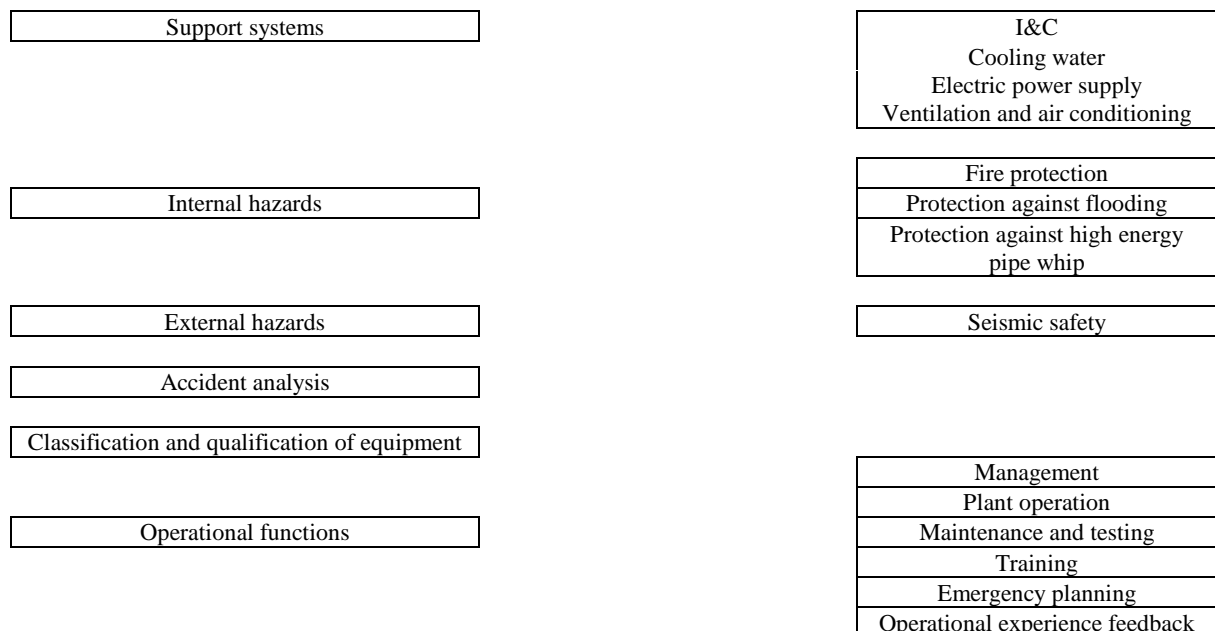 Support systems
I&C
Cooling water
Electric power supply
Ventilation and air conditioning
Fire protection
Internal hazards
Protection against flooding
Protection against high energy
pipe whip
External hazards
Seismic safety
Accident analysis
Classification and qualification of equipment
Management
Plant operation
Operational functions
Maintenance and testing
Training
Emergency planning
Operational experience feedback